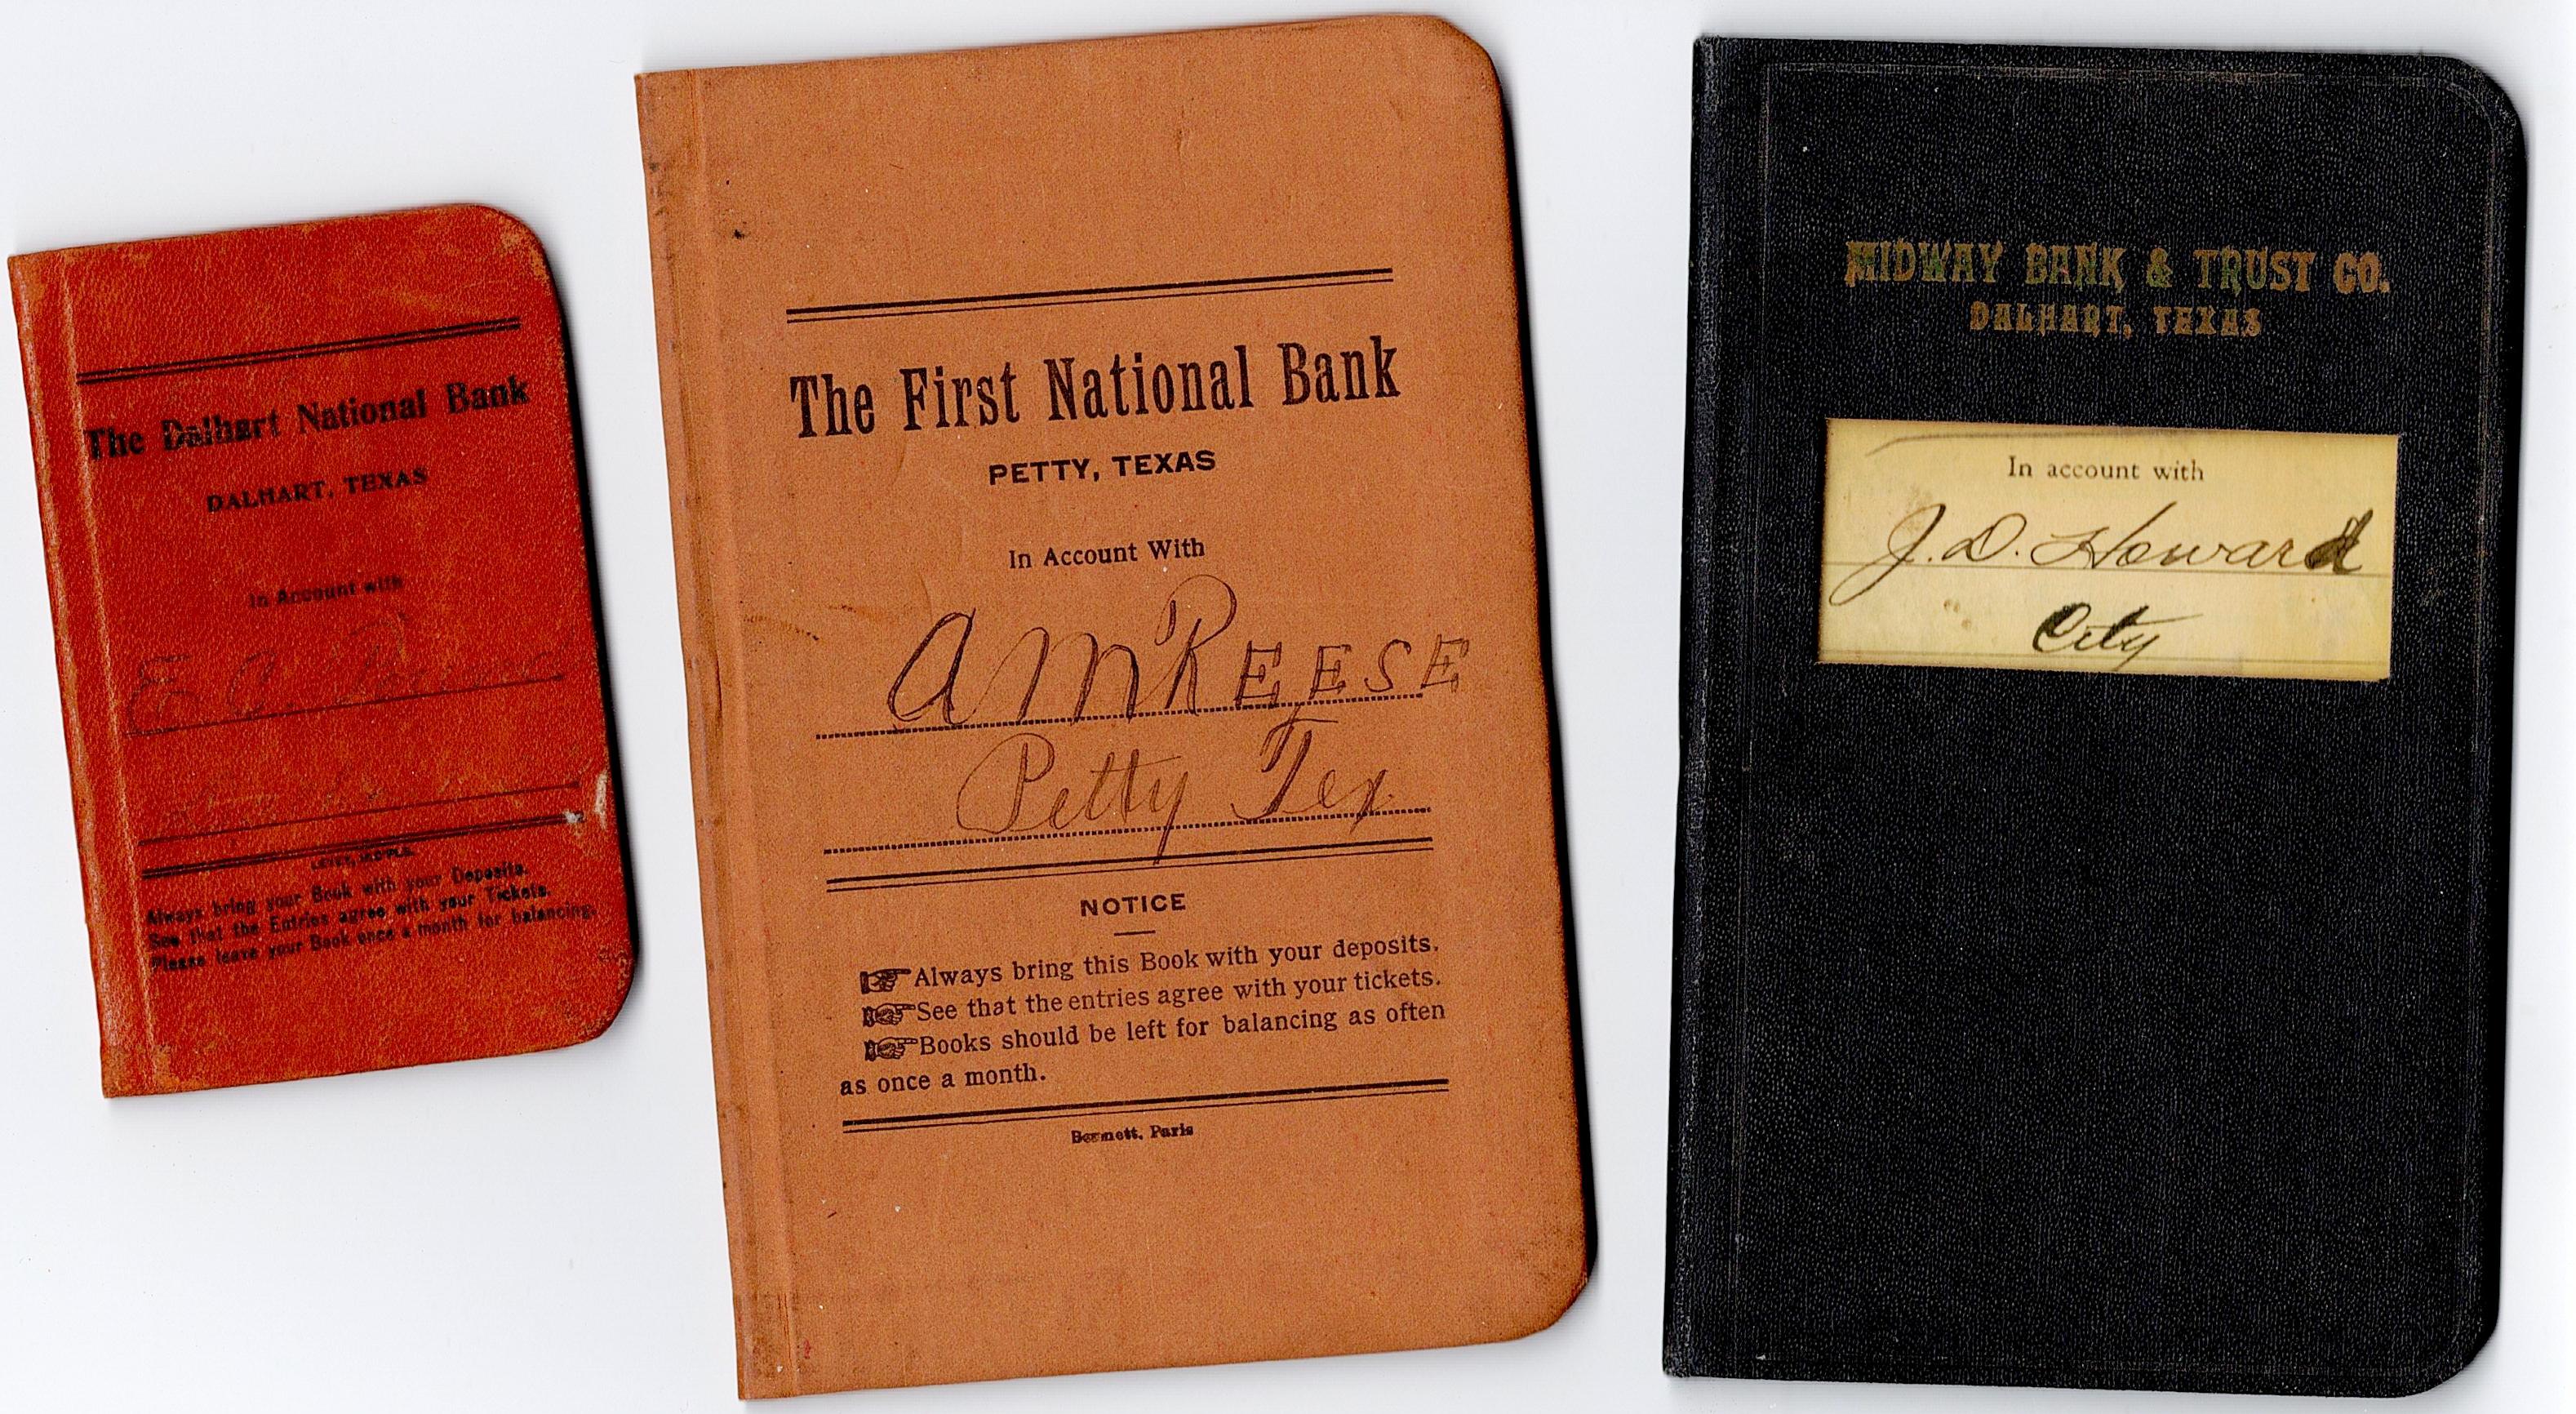 The Dalhart National Bank
DALHART, TEXAS
In Account with
E
Always bring your Book with your Deposits.
See that the Entries agree with your Tickets.
Please leave your Book once a month for balancing.
The First National Bank
PETTY, TEXAS
In Account With
A M REESE
Petty Tex.
NOTICE
Always bring this Book with your deposits.
See that the entries agree with your tickets.
Books should be left for balancing as often
as once a month.
Bennett, Paris
MIDWAY BANK & TRUST CO.
DALHART, TEXAS
In account with
J. D. Howard
City